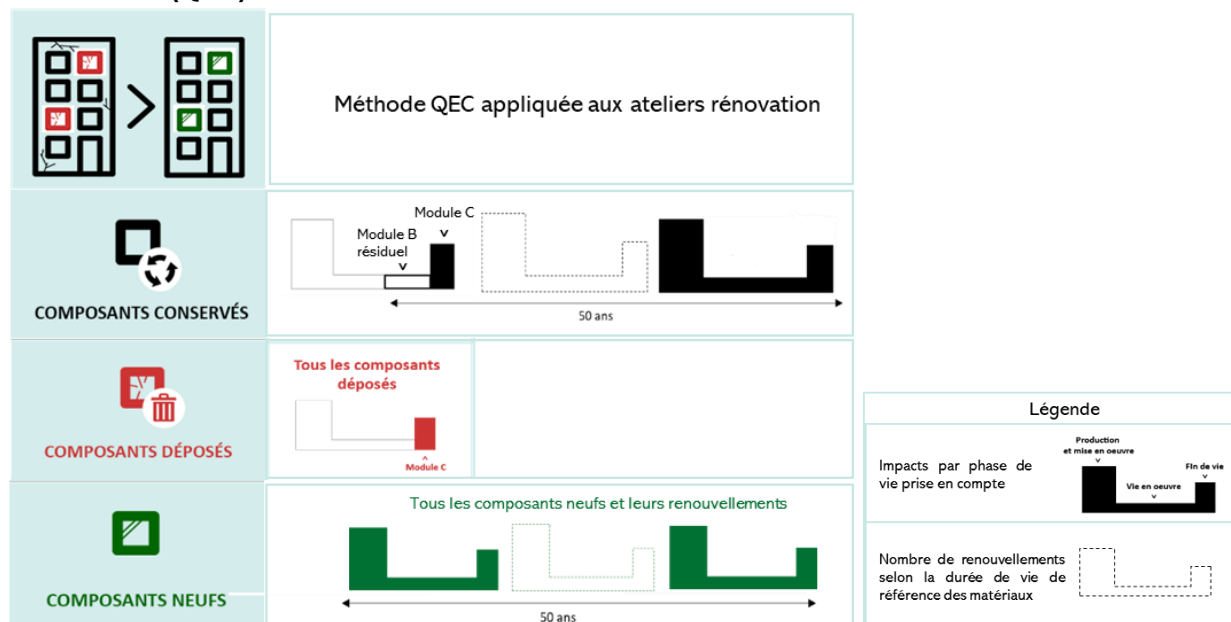 Méthode QEC appliquée aux ateliers rénovation
COMPOSANTS CONSERVÉS
Module B
résiduel
Module C
50 ans
COMPOSANTS DÉPOSÉS
Tous les composants
déposés
Module C
COMPOSANTS NEUFS
Tous les composants neufs et leurs renouvellements
50 ans
Légende
Impacts par phase de
vie prise en compte
Production
et mise en oeuvre
Vie en oeuvre
Fin de vie
Nombre de renouvellements
selon la durée de vie de
référence des matériaux